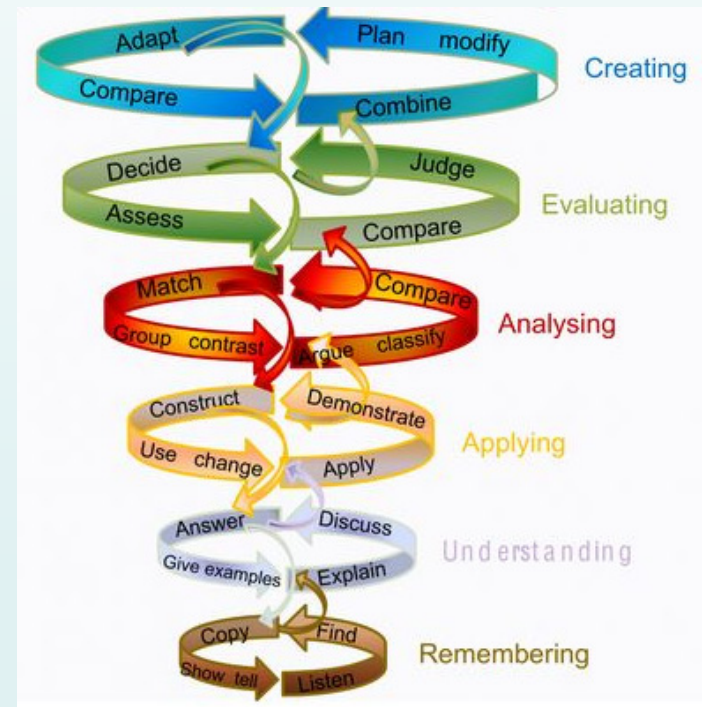 Adapt
Plan modify
Creating
Compare
Combine
Decide
Judge
Evaluating
Assess
Compare
Match
Compare
Analysing
Group contrast
Argue classify
Construct
Demonstrate
Applying
Use change
Apply
Answer
Discuss
Understanding
Give examples
Explain
Copy
Find
Remembering
Show tell
Listen